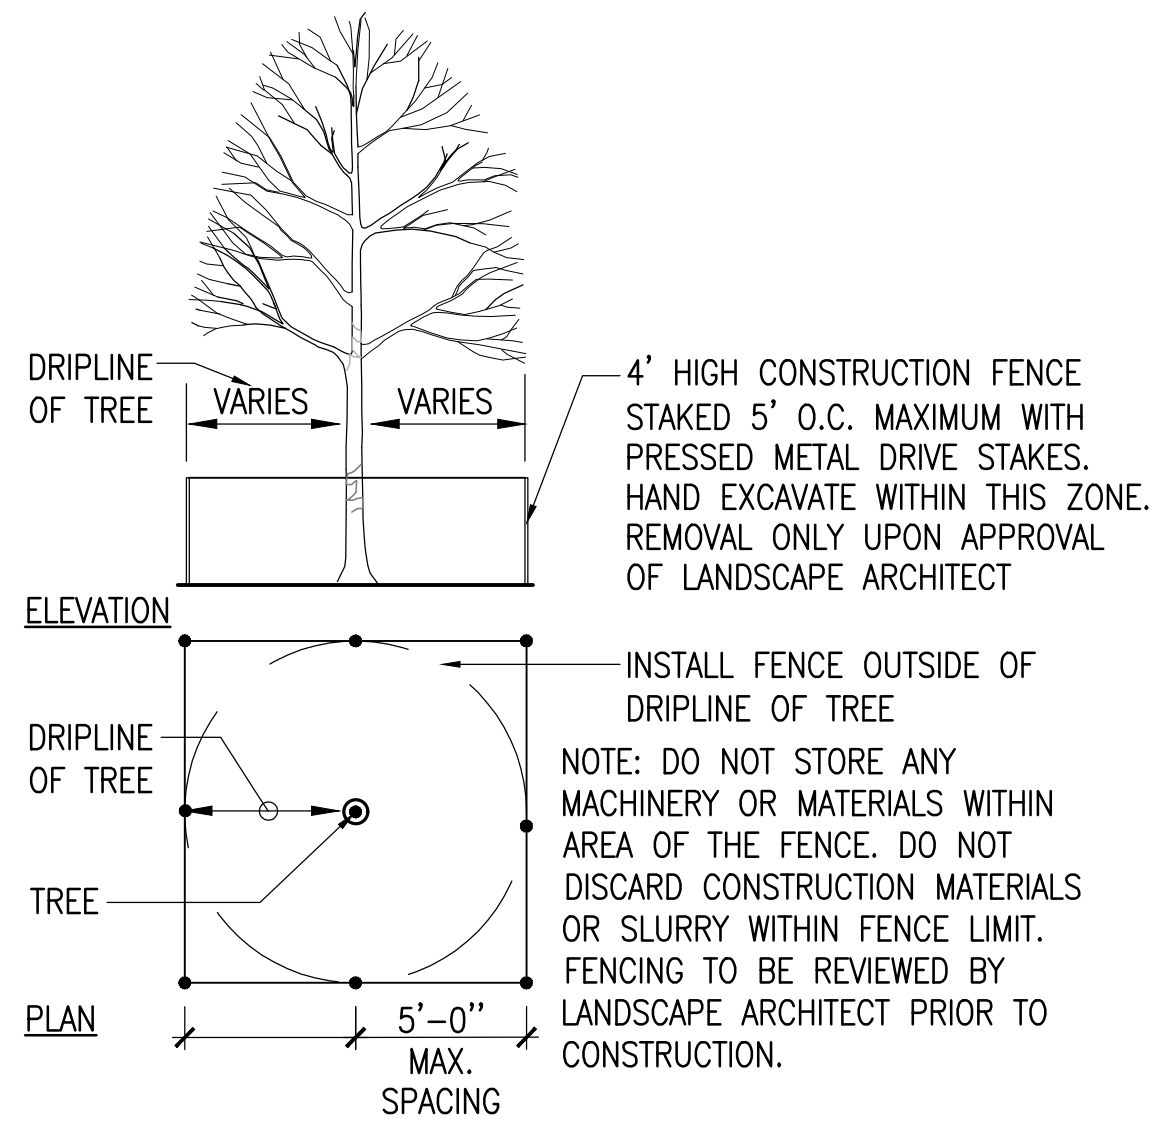 DRIPLINE
OF TREE
VARIES
VARIES
4' HIGH CONSTRUCTION FENCE
STAKED 5' O.C. MAXIMUM WITH
PRESSED METAL DRIVE STAKES.
HAND EXCAVATE WITHIN THIS ZONE.
REMOVAL ONLY UPON APPROVAL
OF LANDSCAPE ARCHITECT
ELEVATION
INSTALL FENCE OUTSIDE OF
DRIPLINE OF TREE
DRIPLINE
OF TREE
TREE
NOTE: DO NOT STORE ANY
MACHINERY OR MATERIALS WITHIN
AREA OF THE FENCE. DO NOT
DISCARD CONSTRUCTION MATERIALS
OR SLURRY WITHIN FENCE LIMIT.
FENCING TO BE REVIEWED BY
LANDSCAPE ARCHITECT PRIOR TO
CONSTRUCTION.
PLAN
5'-0"
MAX.
SPACING